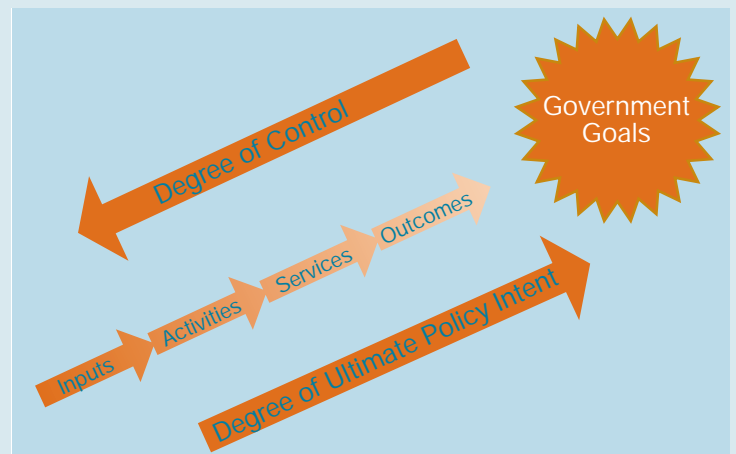 Government
Goals
Degree of Control
Inputs
Activities
Services
Outcomes
Degree of Ultimate Policy Intent